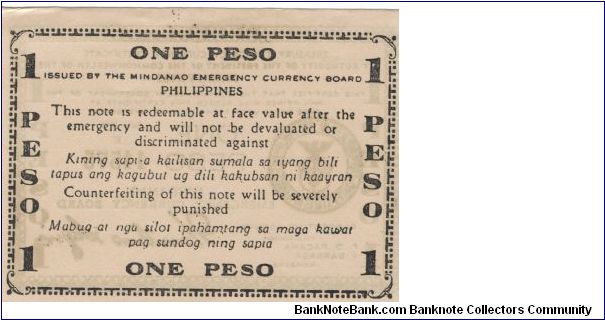 ONE PESO
1 1
ISSUED BY THE MINDANAO EMERGENCY CURRENCY BOARD
PHILIPPINES
This note is redeemable at face value after the
emergency and will not be devaluated or
discriminated against
Kining sapi-a kailisan sumala sa iyang bili
tapus ang kagubut ug dili kakubsan ni kaayran
Counterfeiting of this note will be severely
punished
Mabug-at nga silot ipahamtang sa maga kawat
pag sundog ning sapia
PESO PESO
1 1
ONE PESO
BankNoteBank.com Banknote Collectors Community